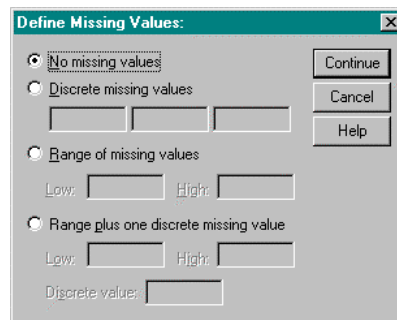 Define Missing Values:
No missing values
Continue
Discrete missing values
Cancel
Help
Range of missing values
Low: High:
Range plus one discrete missing value
Low: High:
Discrete value: